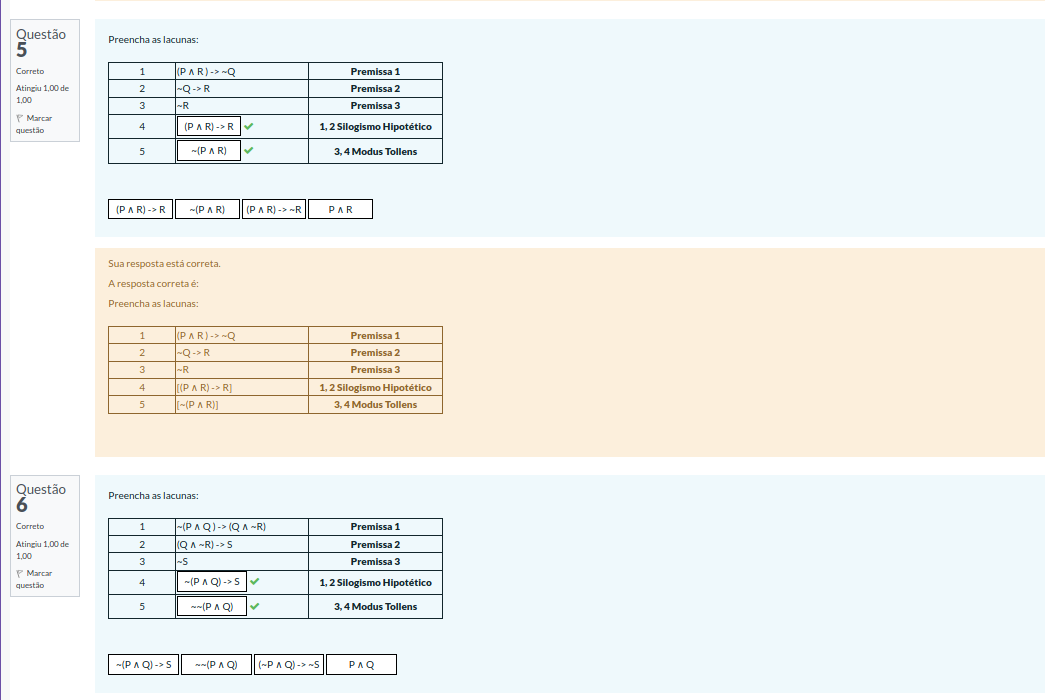 Questão
5
Correto
Atingiu 1,00 de
1,00
Marcar
questão
Preencha as lacunas:
1 (P ∧ R ) -> ~Q Premissa 1
2 ~Q -> R Premissa 2
3 ~R Premissa 3
4 (P ∧ R) -> R 1, 2 Silogismo Hipotético
5 ~(P ∧ R) 3, 4 Modus Tollens
(P ∧ R) -> R ~(P ∧ R) (P ∧ R) -> ~R P ∧ R
Sua resposta está correta.
A resposta correta é:
Preencha as lacunas:
1 (P ∧ R ) -> ~Q Premissa 1
2 ~Q -> R Premissa 2
3 ~R Premissa 3
4 [(P ∧ R) -> R] 1, 2 Silogismo Hipotético
5 [~(P ∧ R)] 3, 4 Modus Tollens
Questão
6
Correto
Atingiu 1,00 de
1,00
Marcar
questão
Preencha as lacunas:
1 ~(P ∧ Q ) -> (Q ∧ ~R) Premissa 1
2 (Q ∧ ~R) -> S Premissa 2
3 ~S Premissa 3
4 ~(P ∧ Q) -> S 1, 2 Silogismo Hipotético
5 ~~(P ∧ Q) 3, 4 Modus Tollens
~(P ∧ Q) -> S ~~(P ∧ Q) (~P ∧ Q) -> ~S P ∧ Q